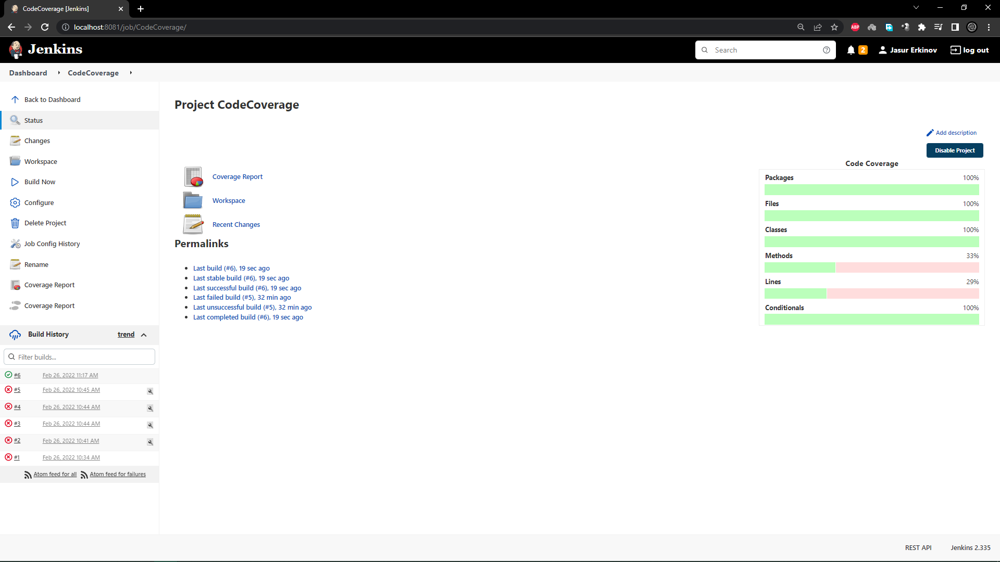 CodeCoverage [Jenkins]
localhost:8081/job/CodeCoverage/
ABP
Jenkins
Search
2
Jasur Erkinov
log out
Dashboard
CodeCoverage
Back to Dashboard
Status
Changes
Workspace
Build Now
Configure
Delete Project
Job Config History
Rename
Coverage Report
Coverage Report
Build History
trend
Filter builds...
#6 Feb 26, 2022 11:17 AM
#5 Feb 26, 2022 10:45 AM
#4 Feb 26, 2022 10:44 AM
#3 Feb 26, 2022 10:44 AM
#2 Feb 26, 2022 10:41 AM
#1 Feb 26, 2022 10:34 AM
Atom feed for all Atom feed for failures
Project CodeCoverage
Add description
Disable Project
Coverage Report
Workspace
Recent Changes
Permalinks
Last build (#6), 19 sec ago
Last stable build (#6), 19 sec ago
Last successful build (#6), 19 sec ago
Last failed build (#5), 32 min ago
Last unsuccessful build (#5), 32 min ago
Last completed build (#6), 19 sec ago
Code Coverage
Packages 100%
Files 100%
Classes 100%
Methods 33%
Lines 29%
Conditionals 100%
REST API Jenkins 2.335